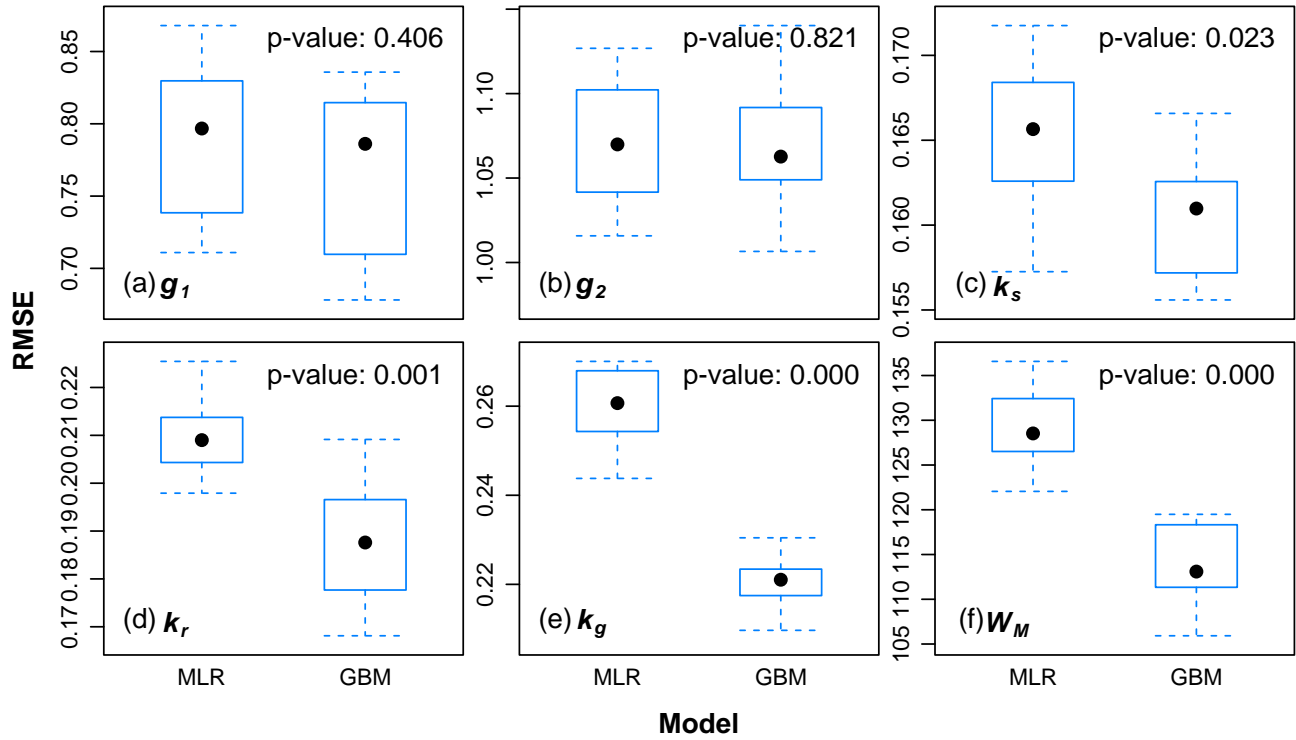 RMSE
0.85
0.80
0.75
0.70
p-value: 0.406
(a) g1
1.10
1.05
1.00
p-value: 0.821
(b) g2
0.170
0.165
0.160
0.155
p-value: 0.023
(c) ks
0.22
0.21
0.20
0.19
0.18
0.17
p-value: 0.001
(d) kr
0.26
0.24
0.22
p-value: 0.000
(e) kg
135
130
125
120
115
110
105
p-value: 0.000
(f) WM
MLR GBM
MLR GBM
MLR GBM
Model